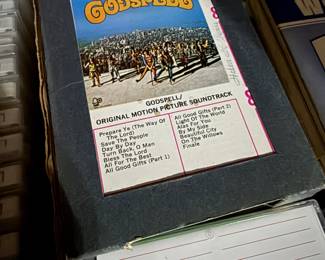 GODSPELL
8
GODSPELL/
ORIGINAL MOTION PICTURE SOUNDTRACK
Prepare Ye (The Way Of
The Lord)
Save The People
Day By Day
Turn Back, O Man
Bless The Lord
All For The Best
All Good Gifts (Part 1)
All Good Gifts (Part 2)
Light Of The World
Alas For You
By My Side
Beautiful City
On The Willows
Finale
8